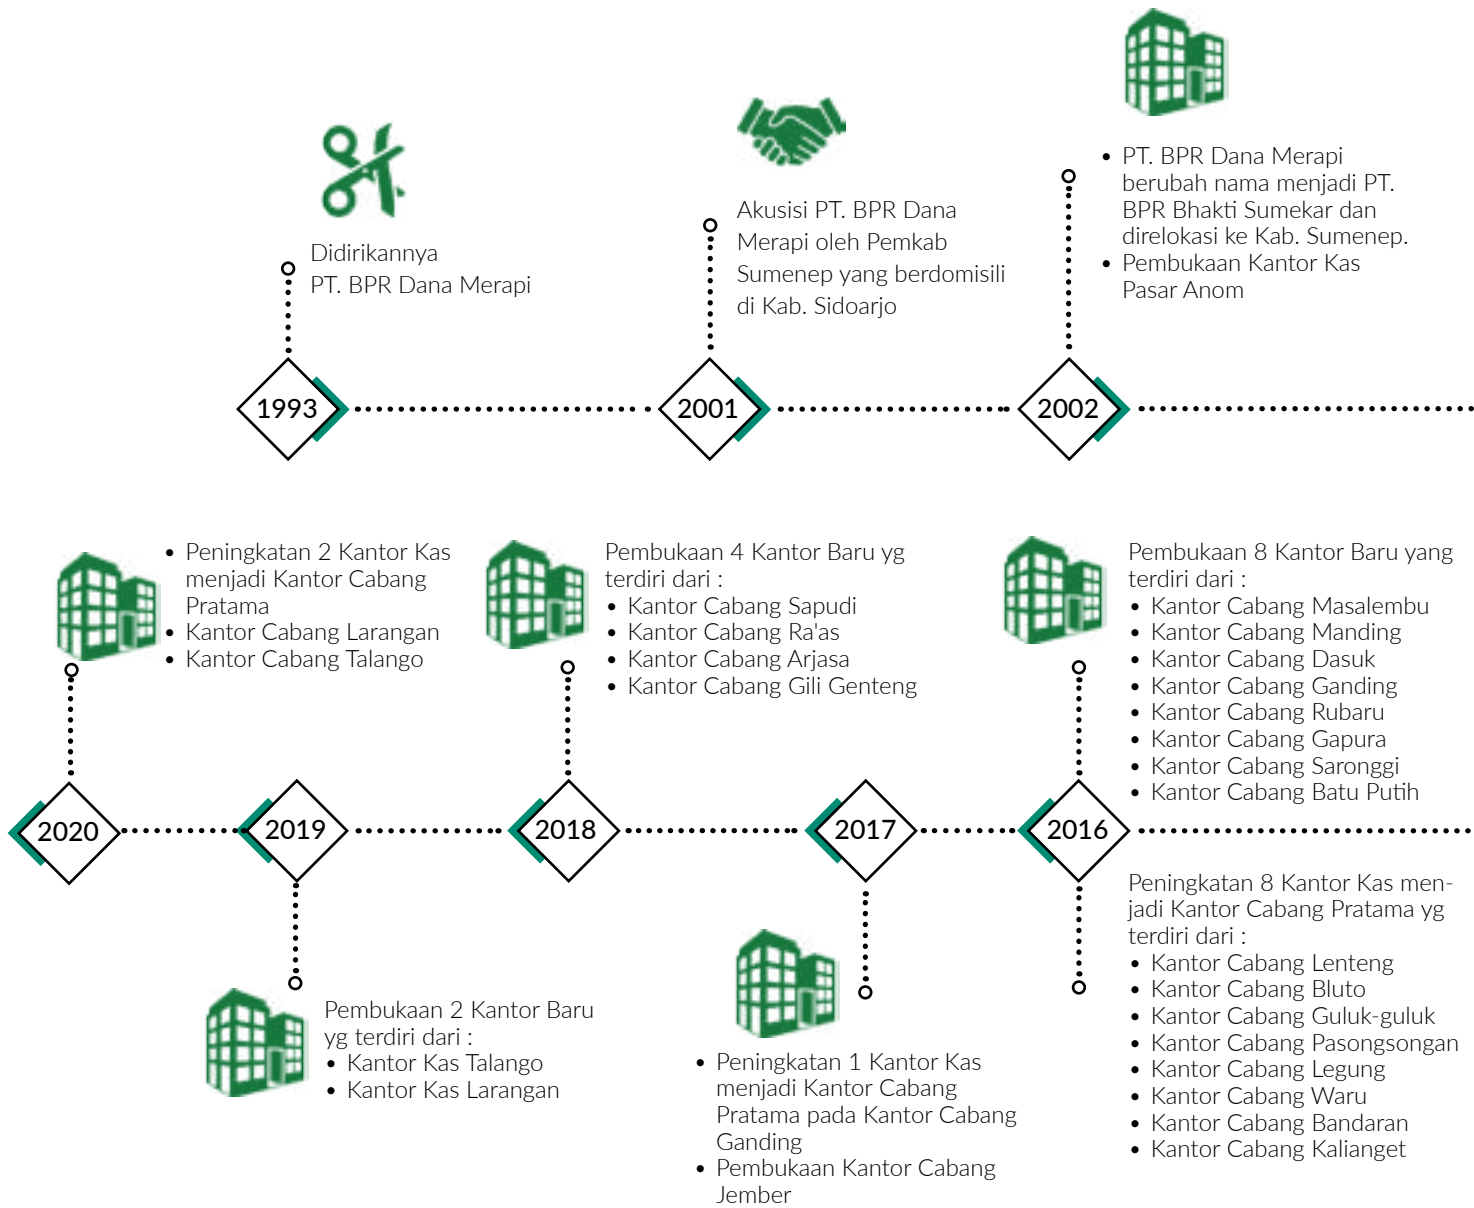 Didirikannya
PT. BPR Dana Merapi
1993
Akusisi PT. BPR Dana
Merapi oleh Pemkab
Sumenep yang berdomisili
di Kab. Sidoarjo
2001
• PT. BPR Dana Merapi
berubah nama menjadi PT.
BPR Bhakti Sumekar dan
direlokasi ke Kab. Sumenep.
• Pembukaan Kantor Kas
Pasar Anom
2002
• Peningkatan 2 Kantor Kas
menjadi Kantor Cabang
Pratama
• Kantor Cabang Larangan
• Kantor Cabang Talango
2020
2019
Pembukaan 2 Kantor Baru
yg terdiri dari :
• Kantor Kas Talango
• Kantor Kas Larangan
Pembukaan 4 Kantor Baru yg
terdiri dari :
• Kantor Cabang Sapudi
• Kantor Cabang Ra'as
• Kantor Cabang Arjasa
• Kantor Cabang Gili Genteng
2018
2017
• Peningkatan 1 Kantor Kas
menjadi Kantor Cabang
Pratama pada Kantor Cabang
Ganding
• Pembukaan Kantor Cabang
Jember
Pembukaan 8 Kantor Baru yang
terdiri dari :
• Kantor Cabang Masalembu
• Kantor Cabang Manding
• Kantor Cabang Dasuk
• Kantor Cabang Ganding
• Kantor Cabang Rubaru
• Kantor Cabang Gapura
• Kantor Cabang Saronggi
• Kantor Cabang Batu Putih
2016
Peningkatan 8 Kantor Kas men-
jadi Kantor Cabang Pratama yg
terdiri dari :
• Kantor Cabang Lenteng
• Kantor Cabang Bluto
• Kantor Cabang Guluk-guluk
• Kantor Cabang Pasongsongan
• Kantor Cabang Legung
• Kantor Cabang Waru
• Kantor Cabang Bandaran
• Kantor Cabang Kalianget